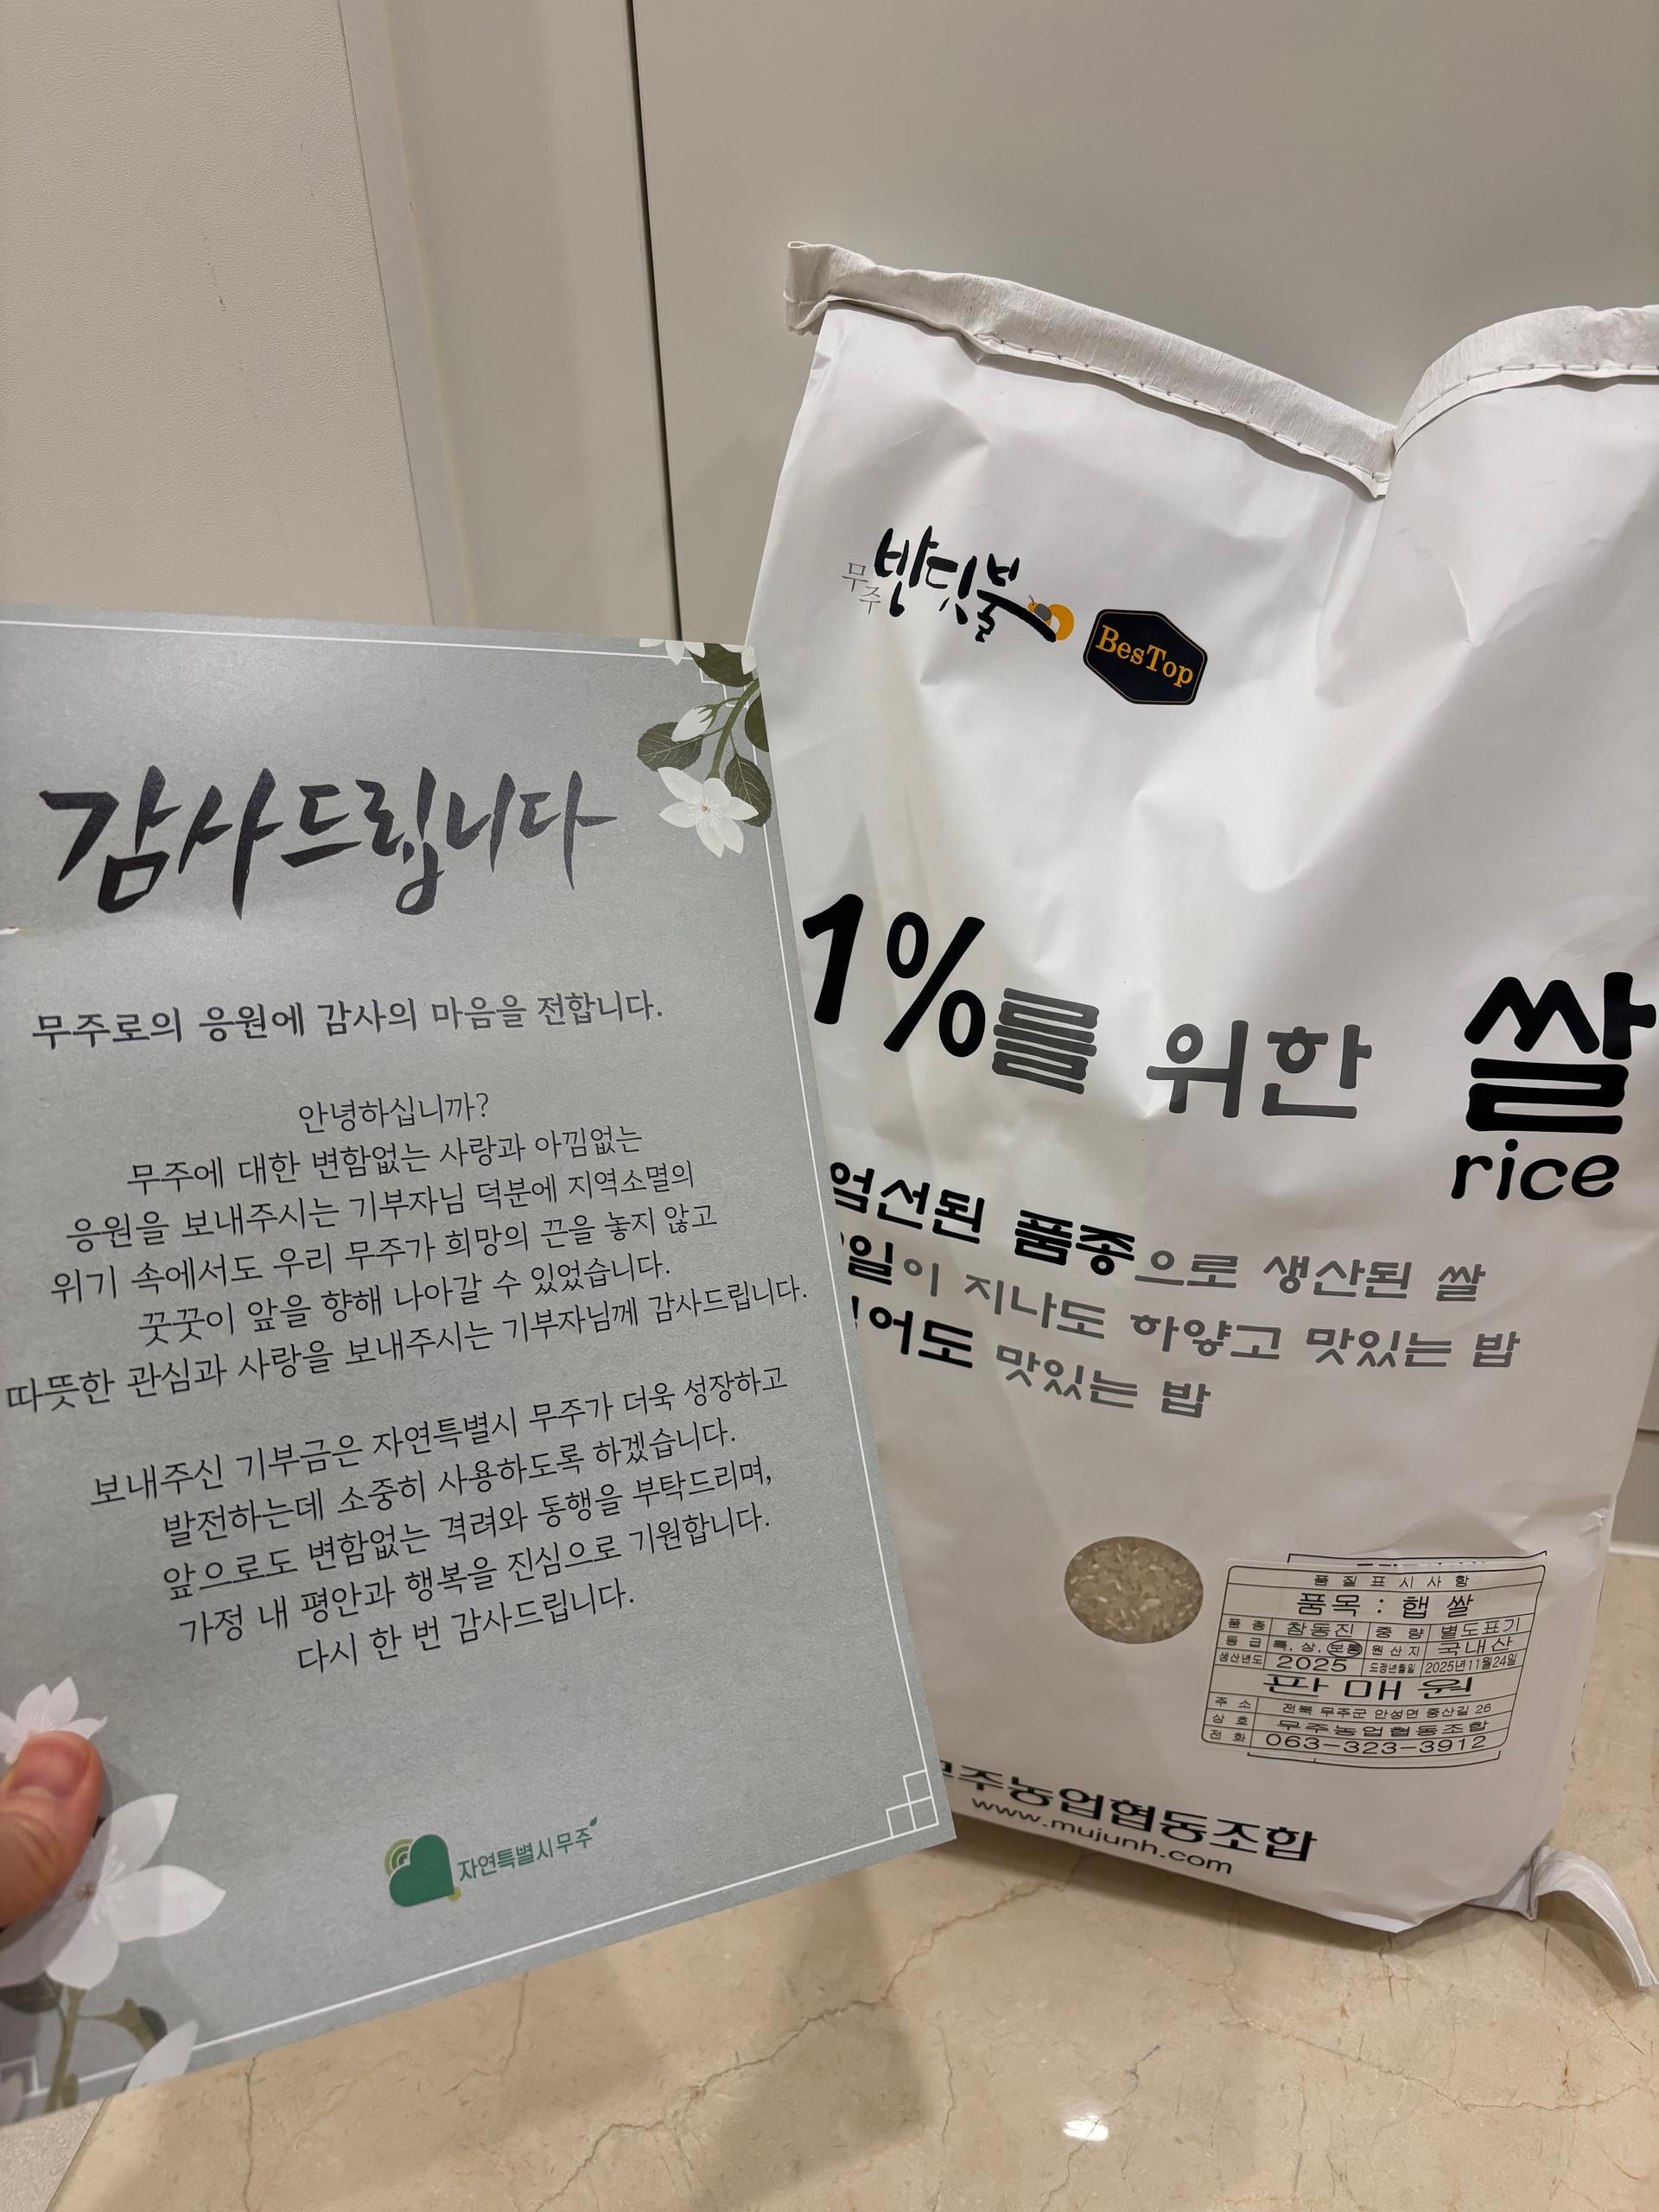 감사드립니다
무주로의 응원에 감사의 마음을 전합니다.
안녕하십니까?
무주에 대한 변함없는 사랑과 아낌없는
응원을 보내주시는 기부자님 덕분에 지역소멸의
위기 속에서도 우리 무주가 희망의 끈을 놓지 않고
꿋꿋이 앞을 향해 나아갈 수 있었습니다.
따뜻한 관심과 사랑을 보내주시는 기부자님께 감사드립니다.
보내주신 기부금은 자연특별시 무주가 더욱 성장하고
발전하는데 소중히 사용하도록 하겠습니다.
앞으로도 변함없는 격려와 동행을 부탁드리며,
가정 내 평안과 행복을 진심으로 기원합니다.
다시 한 번 감사드립니다.
자연특별시 무주
무주 반딧불
BesTop
1%를 위한 쌀
rice
엄선된 품종으로 생산된 쌀
일이 지나도 하얗고 맛있는 밥
어도 맛있는 밥
품질표시사항
품목 : 햅쌀
품종 참동진 중량 별도표기
등급 특, 상, 보통 원산지 국내산
생산년도 2025 도정년월일 2025년11월24일
판매원
주소 전북 무주군 안성면 통산길 26
상호 무주농업협동조합
전화 063-323-3912
주농업협동조합
www.mujunh.com